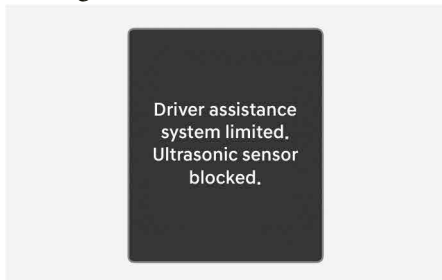 Driver assistance
system limited.
Ultrasonic sensor
blocked.